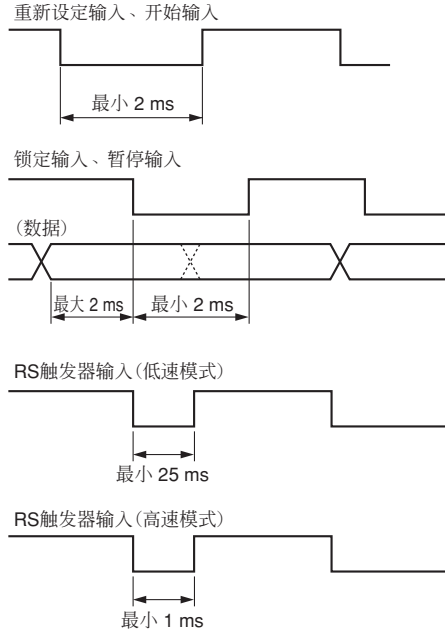 重新设定输入、开始输入
最小 2 ms
锁定输入、暂停输入
(数据)
最大 2 ms 最小 2 ms
RS触发器输入(低速模式)
最小 25 ms
RS触发器输入(高速模式)
最小 1 ms